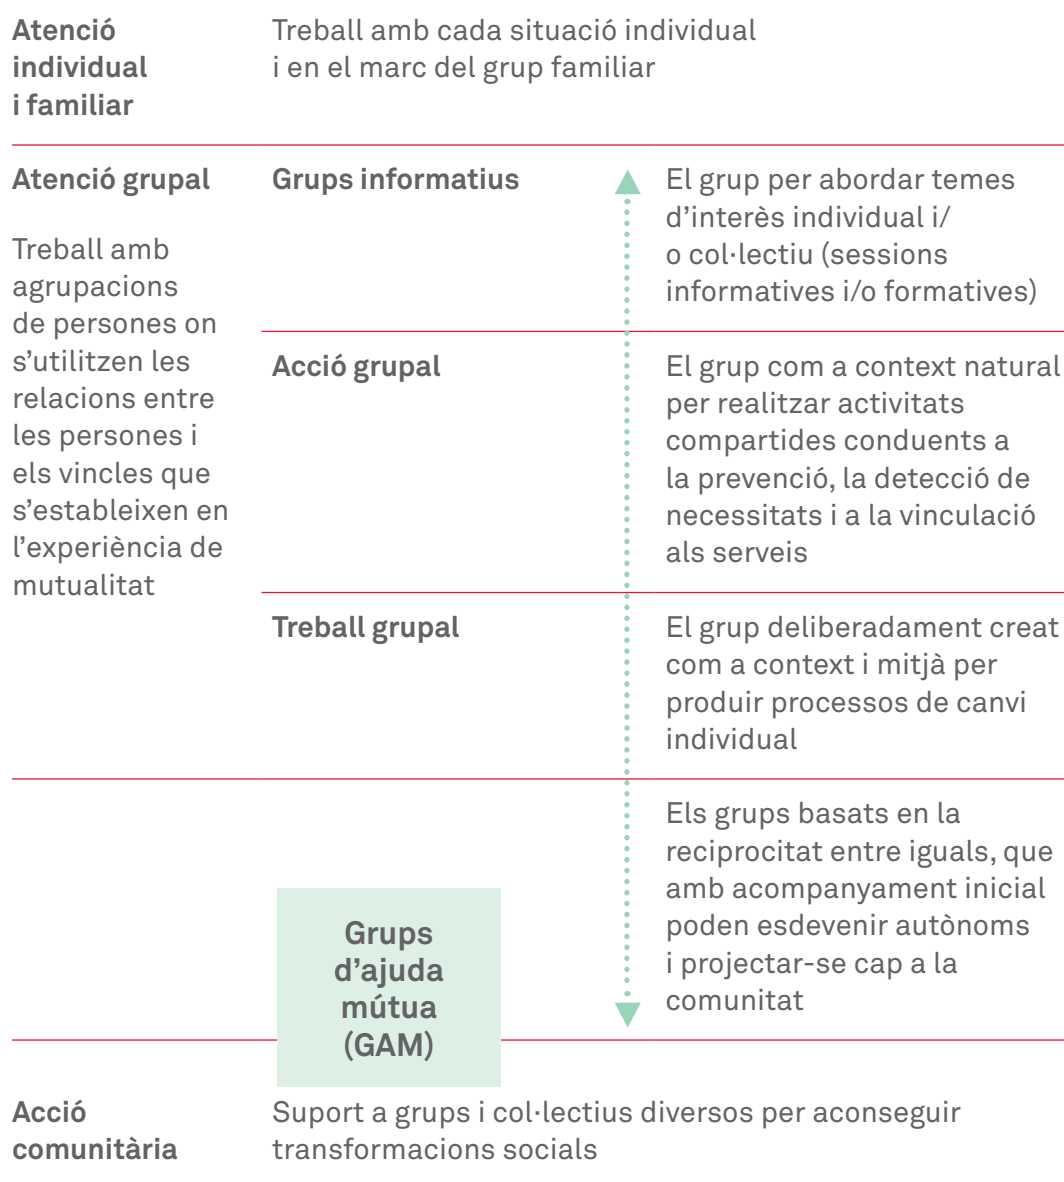 Atenció
individual
i familiar
Treball amb cada situació individual
i en el marc del grup familiar
Atenció grupal
Treball amb
agrupacions
de persones on
s’utilitzen les
relacions entre
les persones i
els vincles que
s’estableixen en
l’experiència de
mutualitat
Grups informatius
El grup per abordar temes
d’interès individual i/
o col·lectiu (sessions
informatives i/o formatives)
Acció grupal
El grup com a context natural
per realitzar activitats
compartides conduents a
la prevenció, la detecció de
necessitats i a la vinculació
als serveis
Treball grupal
El grup deliberadament creat
com a context i mitjà per
produir processos de canvi
individual
Grups
d’ajuda
mútua
(GAM)
Els grups basats en la
reciprocitat entre iguals, que
amb acompanyament inicial
poden esdevenir autònoms
i projectar-se cap a la
comunitat
Acció
comunitària
Suport a grups i col·lectius diversos per aconseguir
transformacions socials